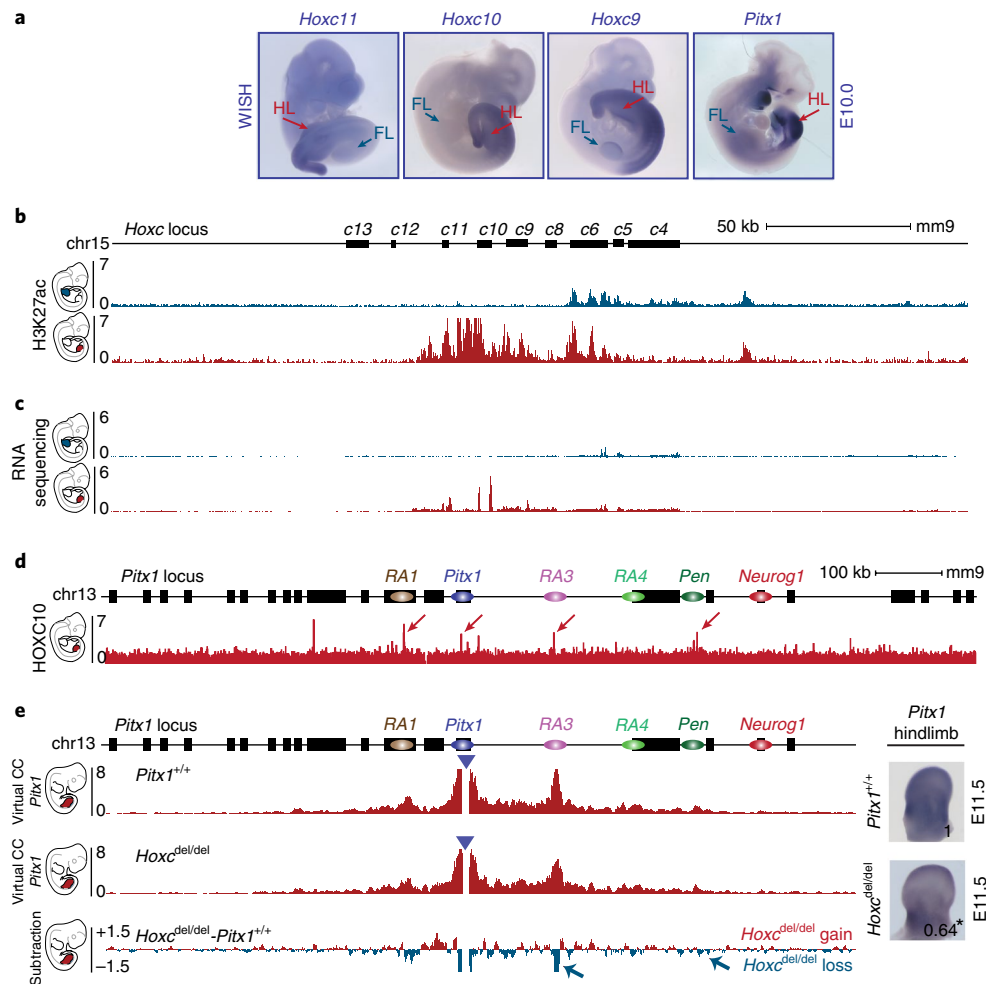 a
Hoxc11 Hoxc10 Hoxc9 Pitx1
WISH
HL FL
FL HL
HL FL
FL HL
E10.0
b
Hoxc locus c13 c12 c11 c10 c9 c8 c6 c5 c4 50 kb mm9
chr15
H3K27ac
7
0
7
0
c
RNA sequencing
6
0
6
0
d
Pitx1 locus RA1 Pitx1 RA3 RA4 Pen Neurog1 100 kb mm9
chr13
HOXC10
7
0
e
Pitx1 locus RA1 Pitx1 RA3 RA4 Pen Neurog1
chr13
Virtual CC
Pitx1
8
0
Pitx1+/+
Virtual CC
Pitx1
8
0
Hoxcdel/del
Subtraction
+1.5
−1.5
Hoxcdel/del-Pitx1+/+
Hoxcdel/del gain
Hoxcdel/del loss
Pitx1
hindlimb
Pitx1+/+
1
E11.5
Hoxcdel/del
0.64*
E11.5